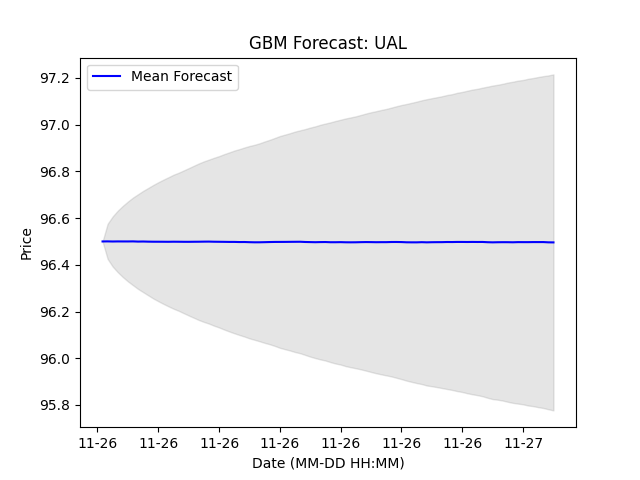 GBM Forecast: UAL
Mean Forecast
97.2
97.0
96.8
96.6
96.4
96.2
96.0
95.8
Price
11-26 11-26 11-26 11-26 11-26 11-26 11-26 11-27
Date (MM-DD HH:MM)